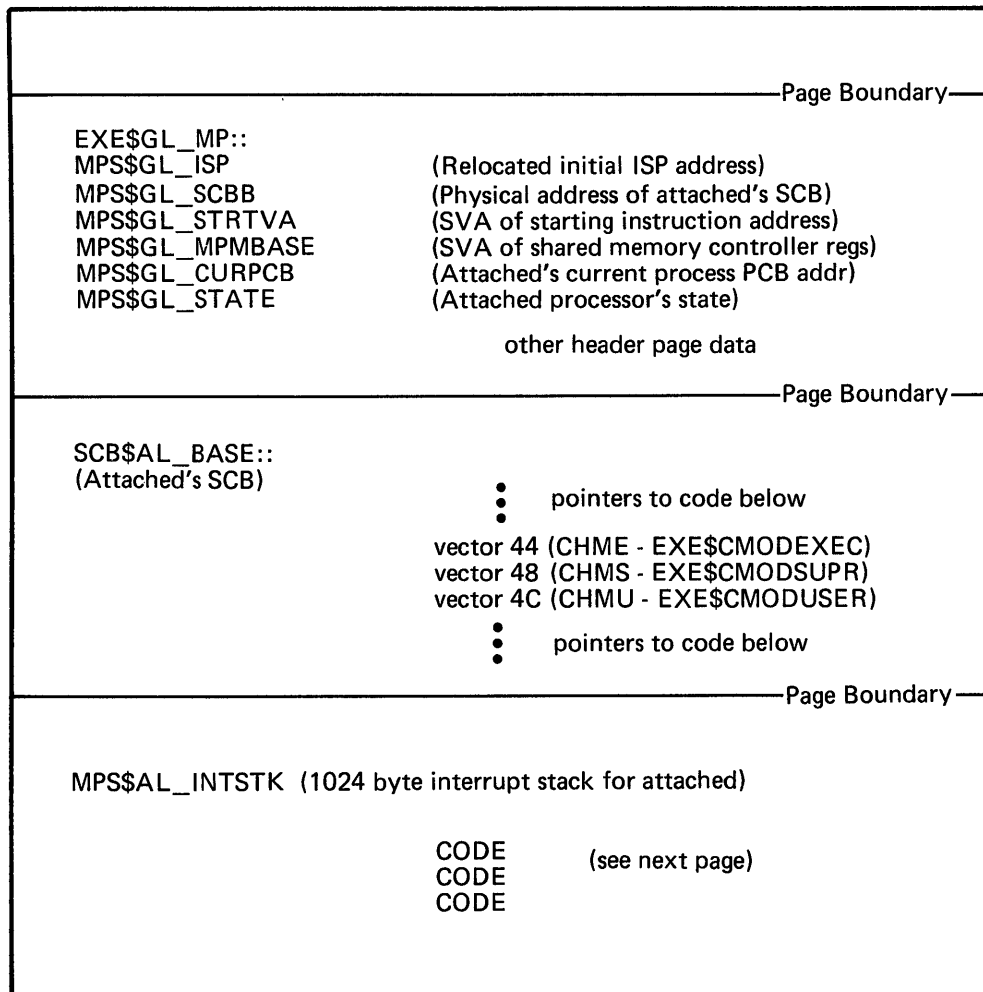 Page Boundary
EXE$GL_MP::
MPS$GL_ISP (Relocated initial ISP address)
MPS$GL_SCBB (Physical address of attached's SCB)
MPS$GL_STRTVA (SVA of starting instruction address)
MPS$GL_MPMBASE (SVA of shared memory controller regs)
MPS$GL_CURPCB (Attached's current process PCB addr)
MPS$GL_STATE (Attached processor's state)
other header page data
Page Boundary
SCB$AL_BASE::
(Attached's SCB)
pointers to code below
vector 44 (CHME - EXE$CMODEXEC)
vector 48 (CHMS - EXE$CMODSUPR)
vector 4C (CHMU - EXE$CMODUSER)
pointers to code below
Page Boundary
MPS$AL_INTSTK (1024 byte interrupt stack for attached)
CODE
CODE (see next page)
CODE